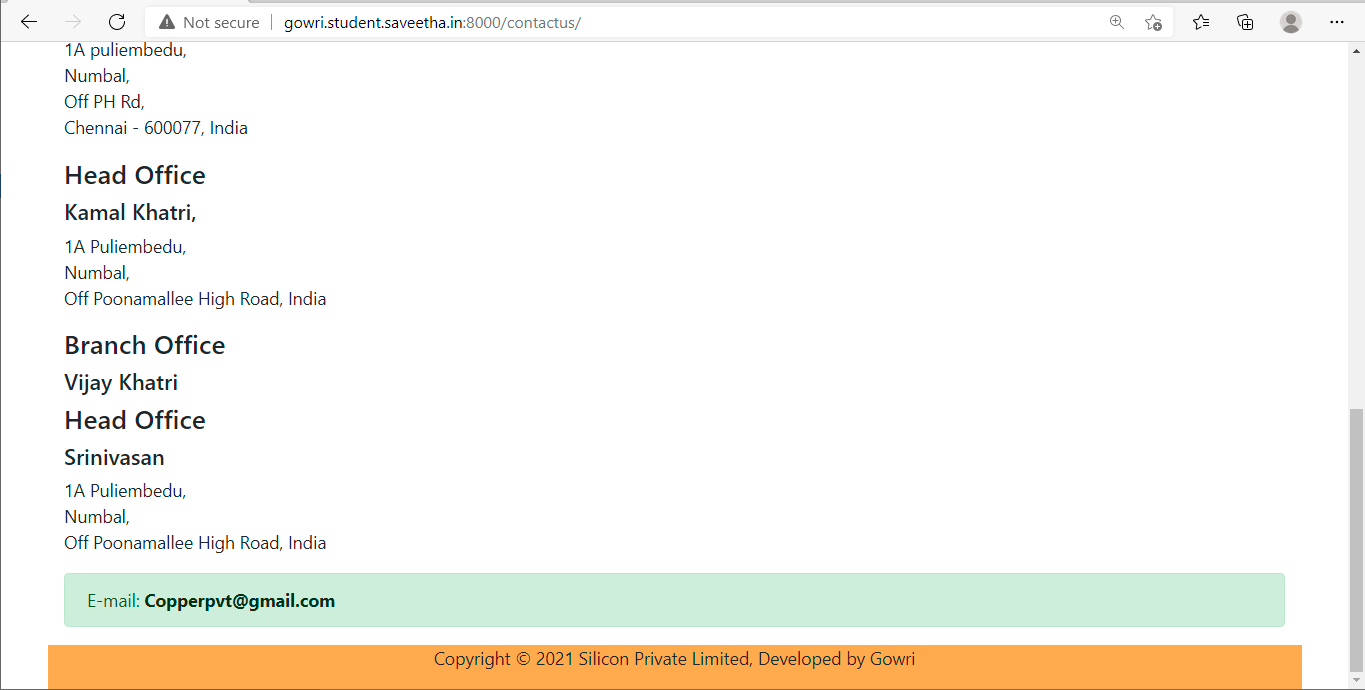 Not secure
gowri.student.saveetha.in:8000/contactus/
1A puliembedu,
Numbal,
Off PH Rd,
Chennai - 600077, India
Head Office
Kamal Khatri,
1A Puliembedu,
Numbal,
Off Poonamallee High Road, India
Branch Office
Vijay Khatri
Head Office
Srinivasan
1A Puliembedu,
Numbal,
Off Poonamallee High Road, India
E-mail: Copperpvt@gmail.com
Copyright © 2021 Silicon Private Limited, Developed by Gowri